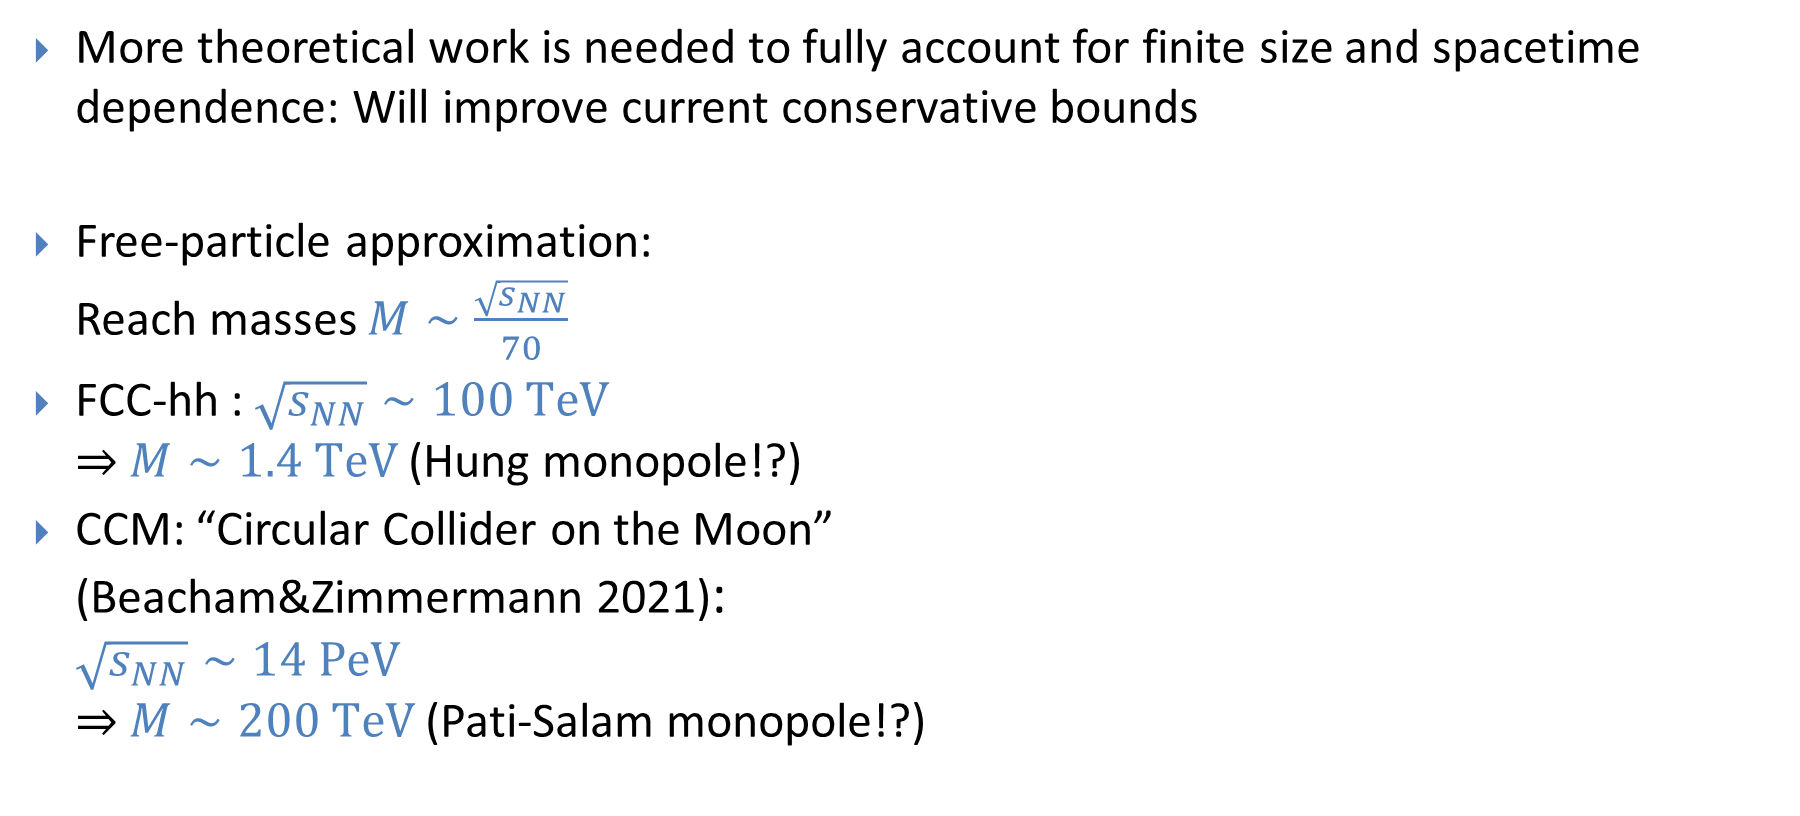 More theoretical work is needed to fully account for finite size and spacetime
dependence: Will improve current conservative bounds
Free-particle approximation:
Reach masses M ~ √s_NN / 70
FCC-hh : √s_NN ~ 100 TeV
⇒ M ~ 1.4 TeV (Hung monopole!?)
CCM: “Circular Collider on the Moon”
(Beacham&Zimmermann 2021):
√s_NN ~ 14 PeV
⇒ M ~ 200 TeV (Pati-Salam monopole!?)